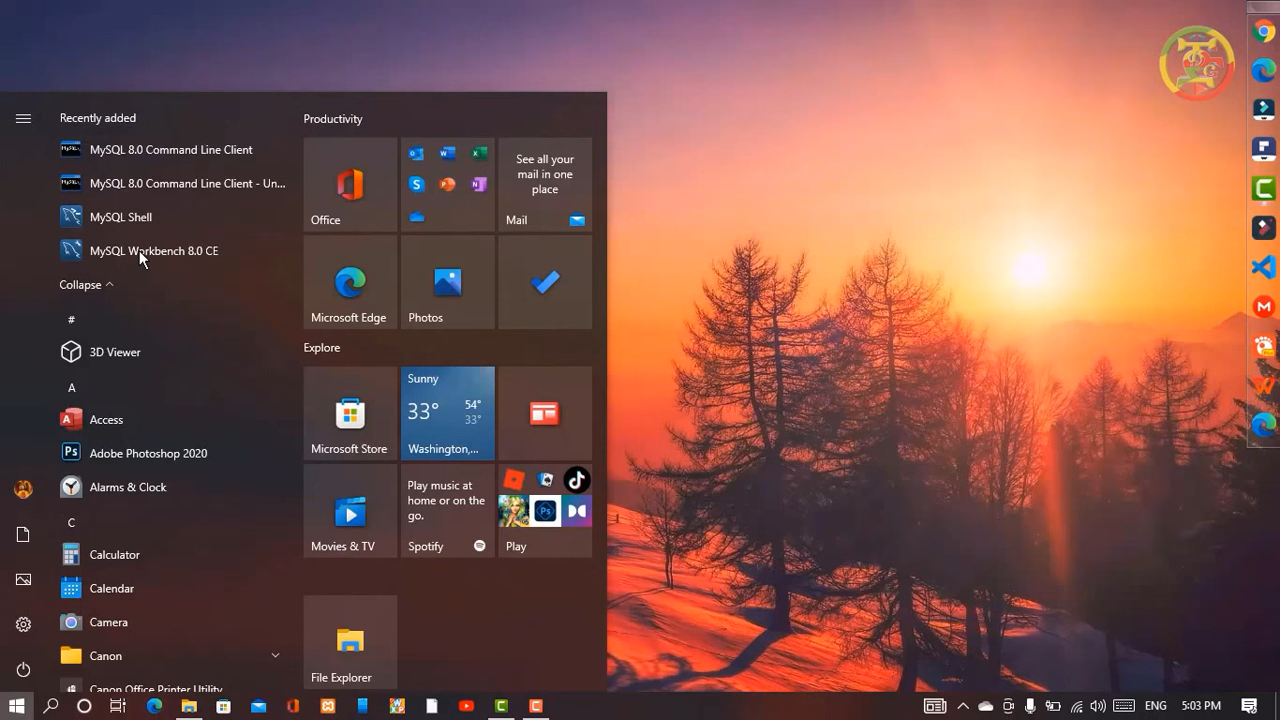 Recently added
MySQL 8.0 Command Line Client
MySQL 8.0 Command Line Client - Un...
MySQL Shell
MySQL Workbench 8.0 CE
Collapse
#
3D Viewer
A
Access
Adobe Photoshop 2020
Alarms & Clock
C
Calculator
Calendar
Camera
Canon
Canon Office Printer Utility
Productivity
Office
See all your
mail in one
place
Mail
Microsoft Edge
Photos
Explore
Microsoft Store
Sunny
33°
54°
33°
Washington,...
Movies & TV
Play music at
home or on the
go.
Spotify
Ps
Play
File Explorer
ENG
5:03 PM